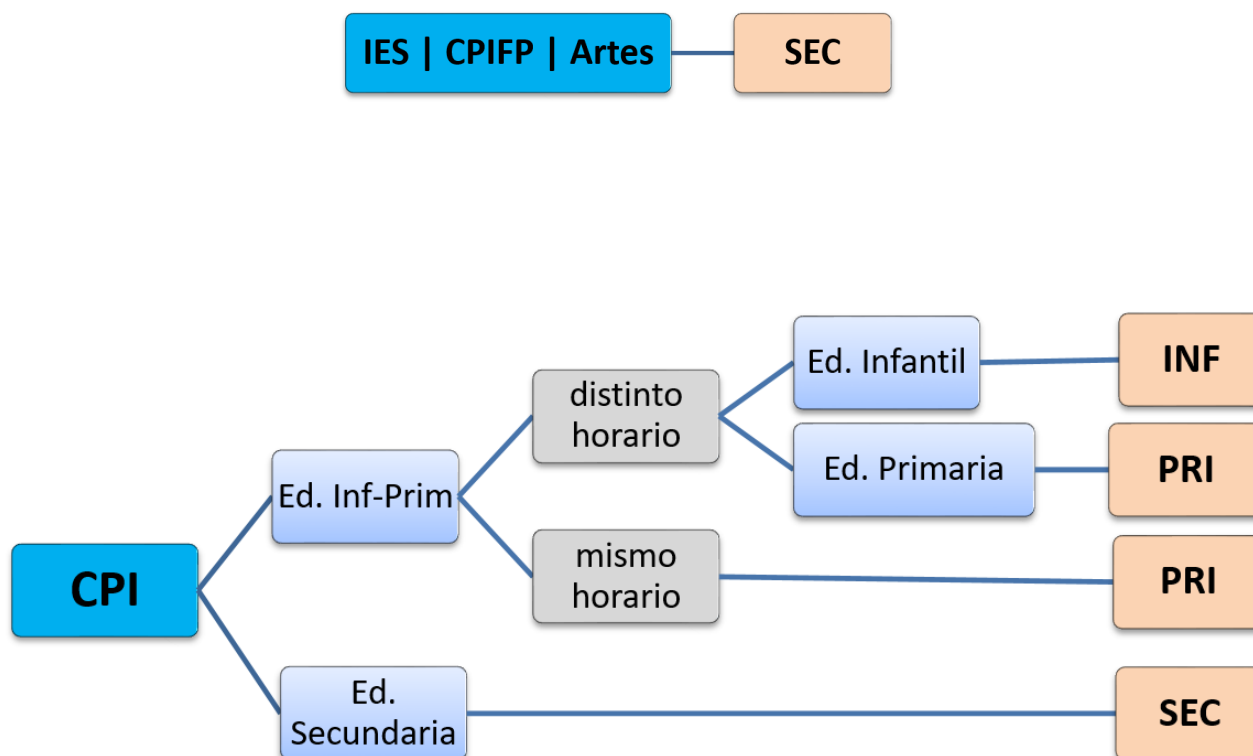 IES | CPIFP | Artes
SEC
CPI
Ed. Inf-Prim
distinto
horario
Ed. Infantil
INF
Ed. Primaria
PRI
mismo
horario
PRI
Ed.
Secundaria
SEC